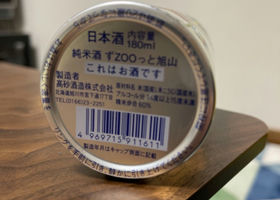 日本酒 内容量
180ml
純米酒 ずZOOっと旭山
これはお酒です
製造者
高砂酒造株式会社
北海道旭川市宮下通17丁目
TEL(0166)23-2251
原材料名 米(国産)、米こうじ(国産米)
アルコール分 14度以上15度未満
精米歩合 60%
4 969715 911611
製造年月はキャップ側面に記載